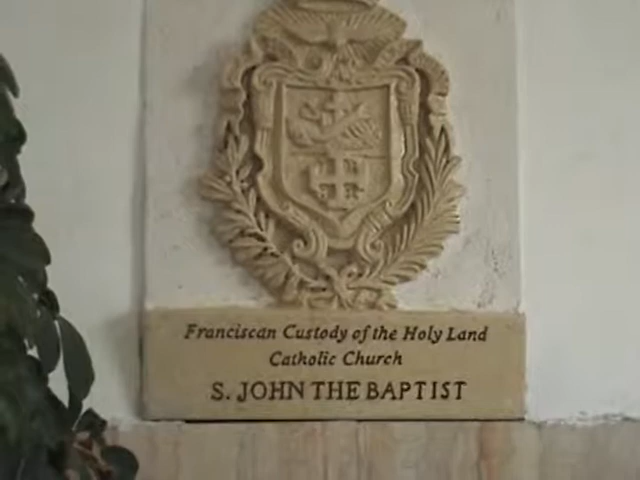 Franciscan Custody of the Holy Land
Catholic Church
S. JOHN THE BAPTIST